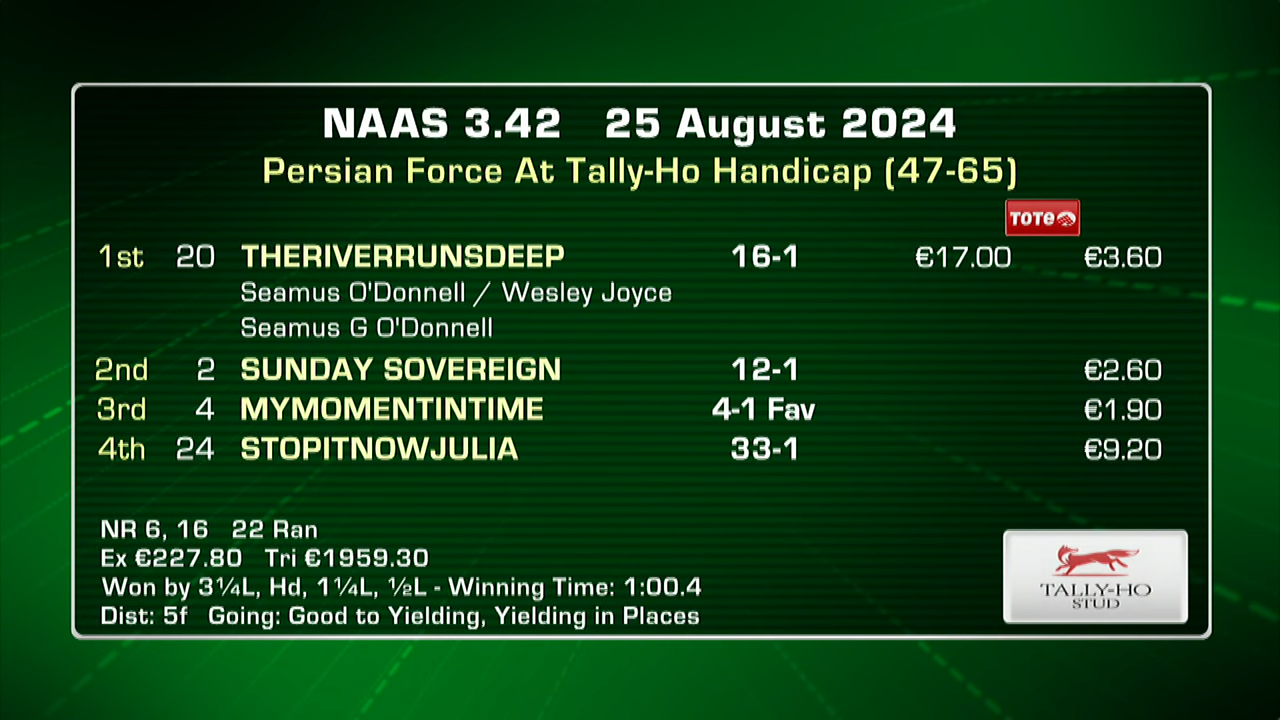 NAAS 3.42 25 August 2024
Persian Force At Tally-Ho Handicap (47-65)
TOTE
1st 20 THERIVERRUNSDEEP 16-1 €17.00 €3.60
Seamus O'Donnell / Wesley Joyce
Seamus G O'Donnell
2nd 2 SUNDAY SOVEREIGN 12-1 €2.60
3rd 4 MYMOMENTINTIME 4-1 Fav €1.90
4th 24 STOPITNOWJULIA 33-1 €9.20
NR 6, 16 22 Ran
Ex €227.80 Tri €1959.30
Won by 3¼L, Hd, 1¼L, ½L - Winning Time: 1:00.4
Dist: 5f Going: Good to Yielding, Yielding in Places
TALLY-HO
STUD